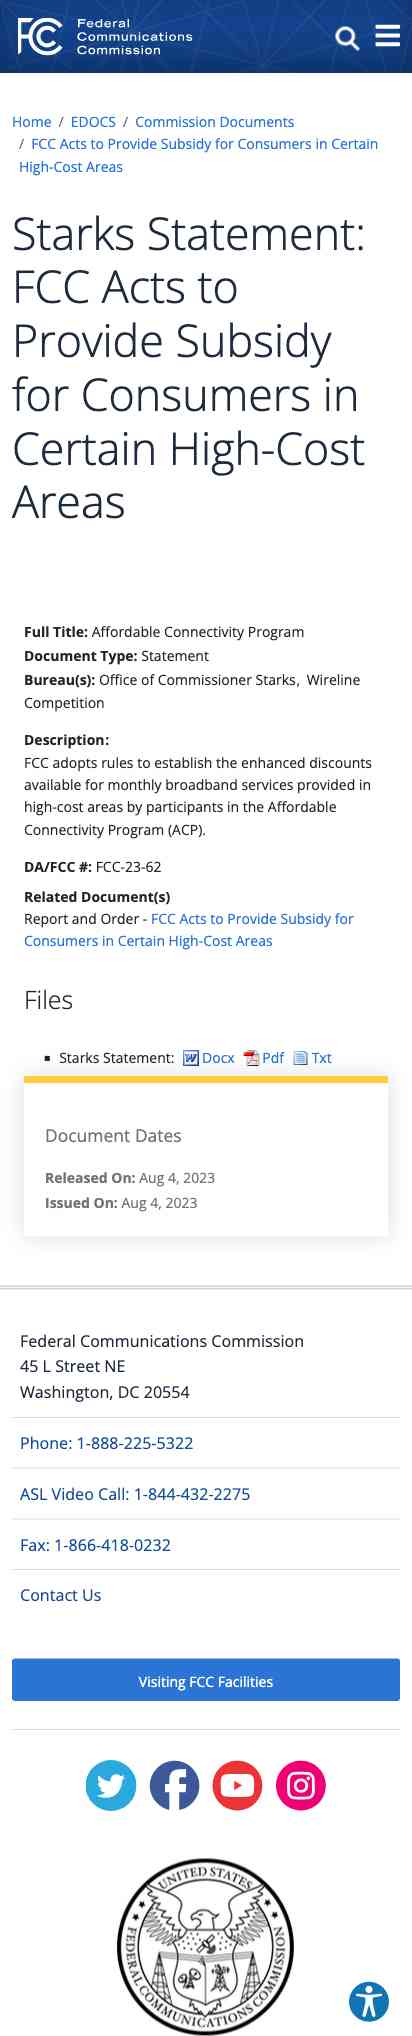 FC Federal
Communications
Commission
Home / EDOCS / Commission Documents
/ FCC Acts to Provide Subsidy for Consumers in Certain
High-Cost Areas
Starks Statement:
FCC Acts to
Provide Subsidy
for Consumers in
Certain High-Cost
Areas
Full Title: Affordable Connectivity Program
Document Type: Statement
Bureau(s): Office of Commissioner Starks, Wireline
Competition
Description:
FCC adopts rules to establish the enhanced discounts
available for monthly broadband services provided in
high-cost areas by participants in the Affordable
Connectivity Program (ACP).
DA/FCC #: FCC-23-62
Related Document(s)
Report and Order - FCC Acts to Provide Subsidy for
Consumers in Certain High-Cost Areas
Files
▪ Starks Statement: Docx Pdf Txt
Document Dates
Released On: Aug 4, 2023
Issued On: Aug 4, 2023
Federal Communications Commission
45 L Street NE
Washington, DC 20554
Phone: 1-888-225-5322
ASL Video Call: 1-844-432-2275
Fax: 1-866-418-0232
Contact Us
Visiting FCC Facilities
UNITED STATES
FEDERAL COMMUNICATIONS COMMISSION